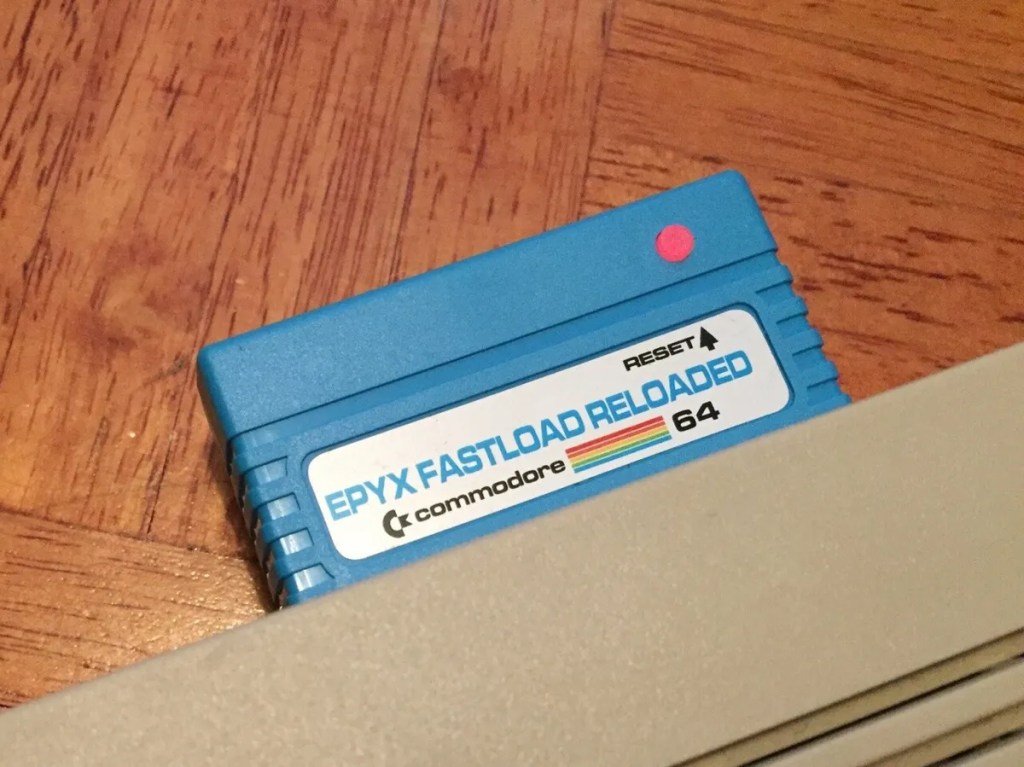 RESET
EPYX FASTLOAD RELOADED
commodore 64